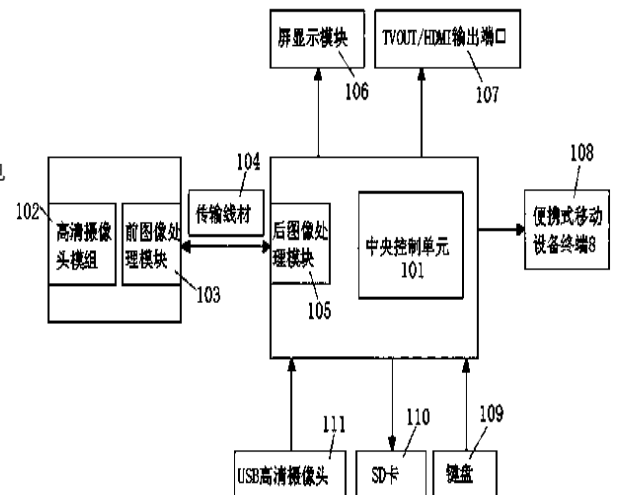 屏显示模块
106
TVOUT/HDMI输出端口
107
102
高清摄像
头模组
前图像处
理模块
103
104
传输线材
后图像处
理模块
105
中央控制单元
101
108
便携式移动
设备终端8
111
USB高清摄像头
110
SD卡
109
键盘